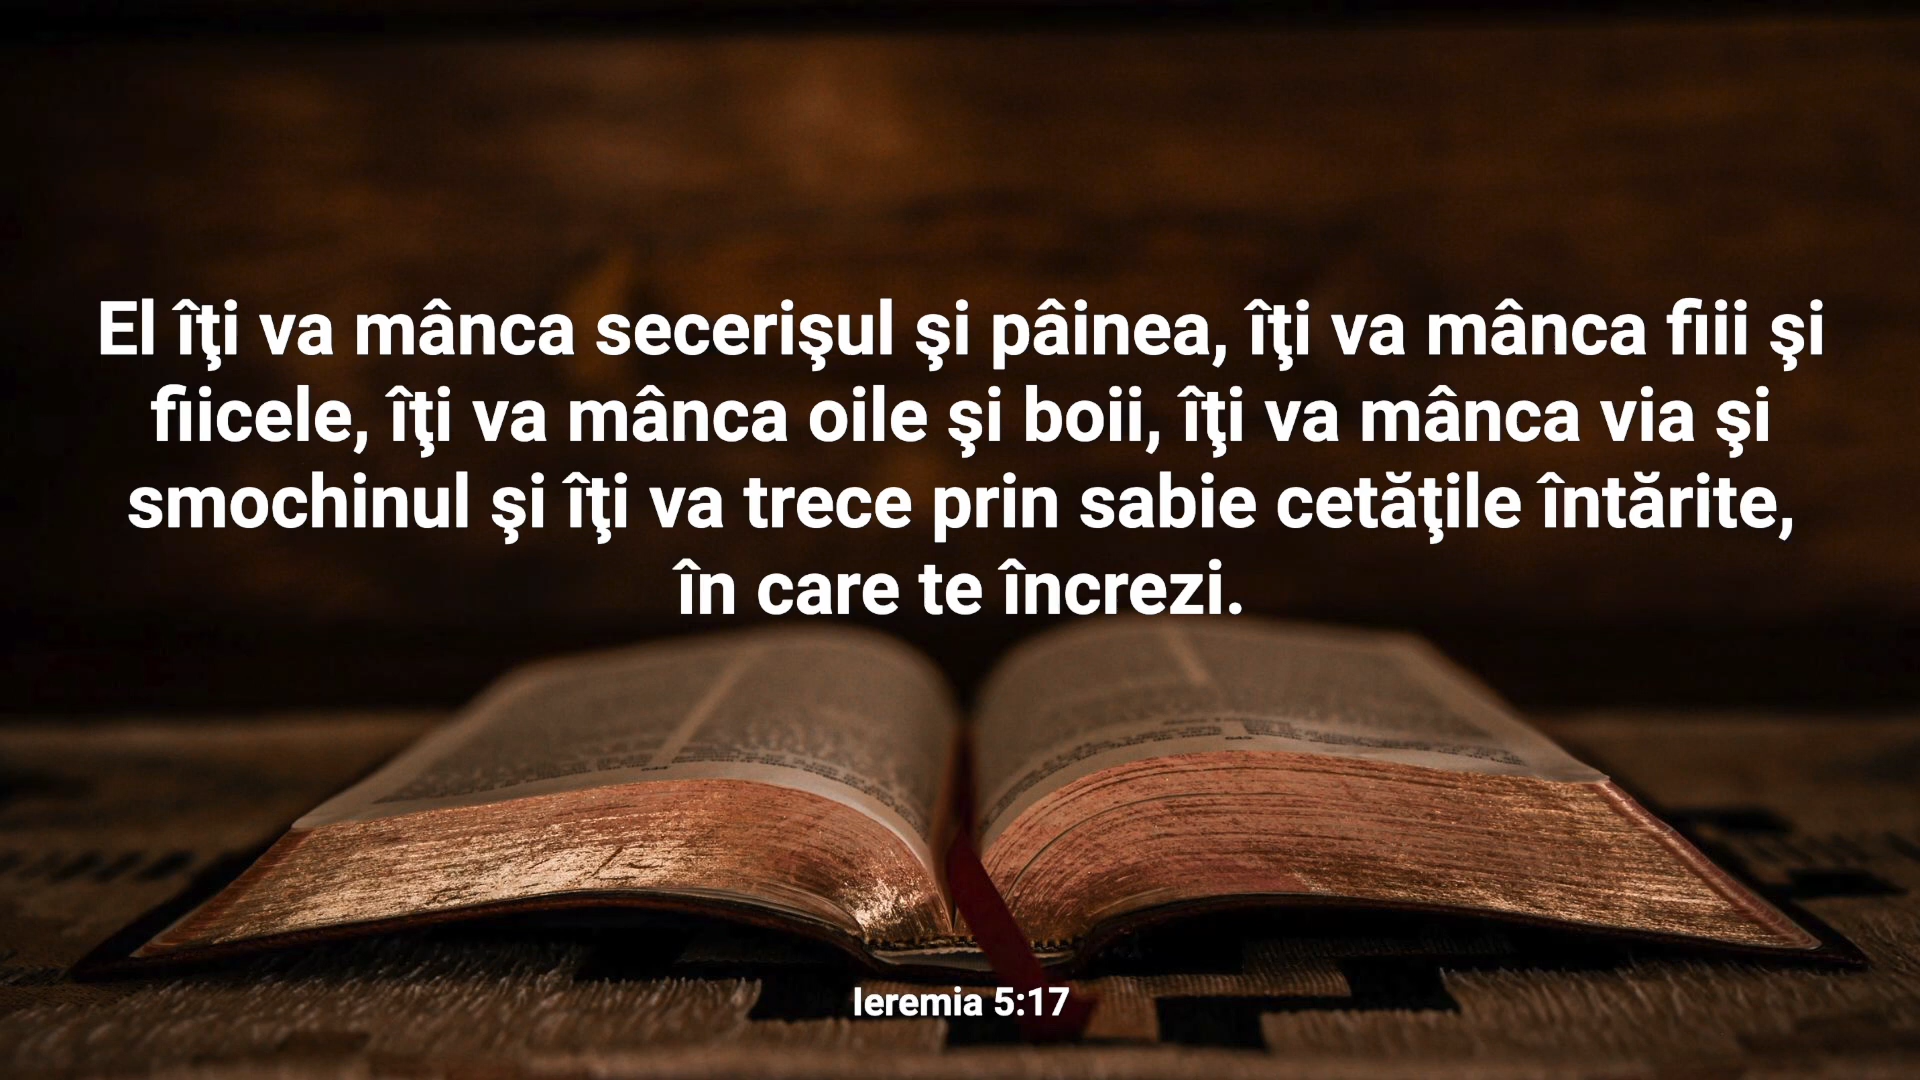 El îţi va mânca secerişul şi pâinea, îţi va mânca fiii şi
fiicele, îţi va mânca oile şi boii, îţi va mânca via şi
smochinul şi îţi va trece prin sabie cetăţile întărite,
în care te încrezi.
Ieremia 5:17